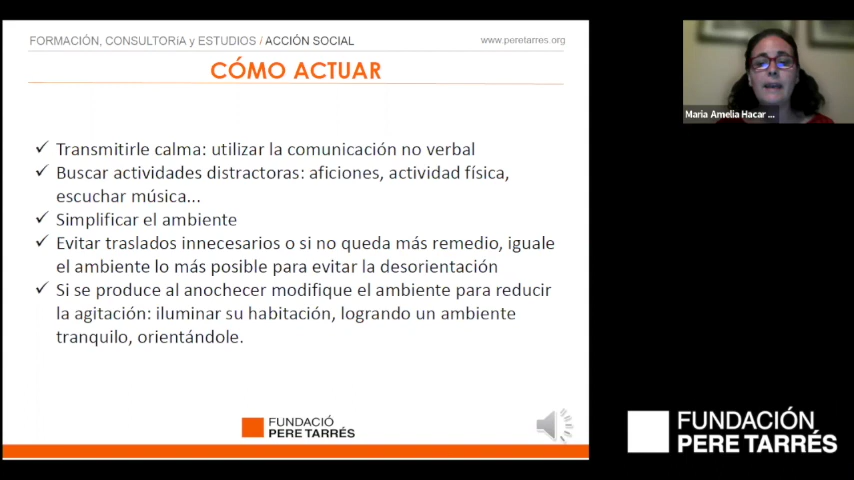 FORMACIÓN, CONSULTORíA y ESTUDIOS / ACCIÓN SOCIAL
www.peretarres.org
CÓMO ACTUAR
Transmitirle calma: utilizar la comunicación no verbal
Buscar actividades distractoras: aficiones, actividad física,
escuchar música...
Simplificar el ambiente
Evitar traslados innecesarios o si no queda más remedio, iguale
el ambiente lo más posible para evitar la desorientación
Si se produce al anochecer modifique el ambiente para reducir
la agitación: iluminar su habitación, logrando un ambiente
tranquilo, orientándole.
FUNDACIÓ
PERE TARRÉS
Maria Amelia Hacar ...
FUNDACIÓN
PERE TARRÉS